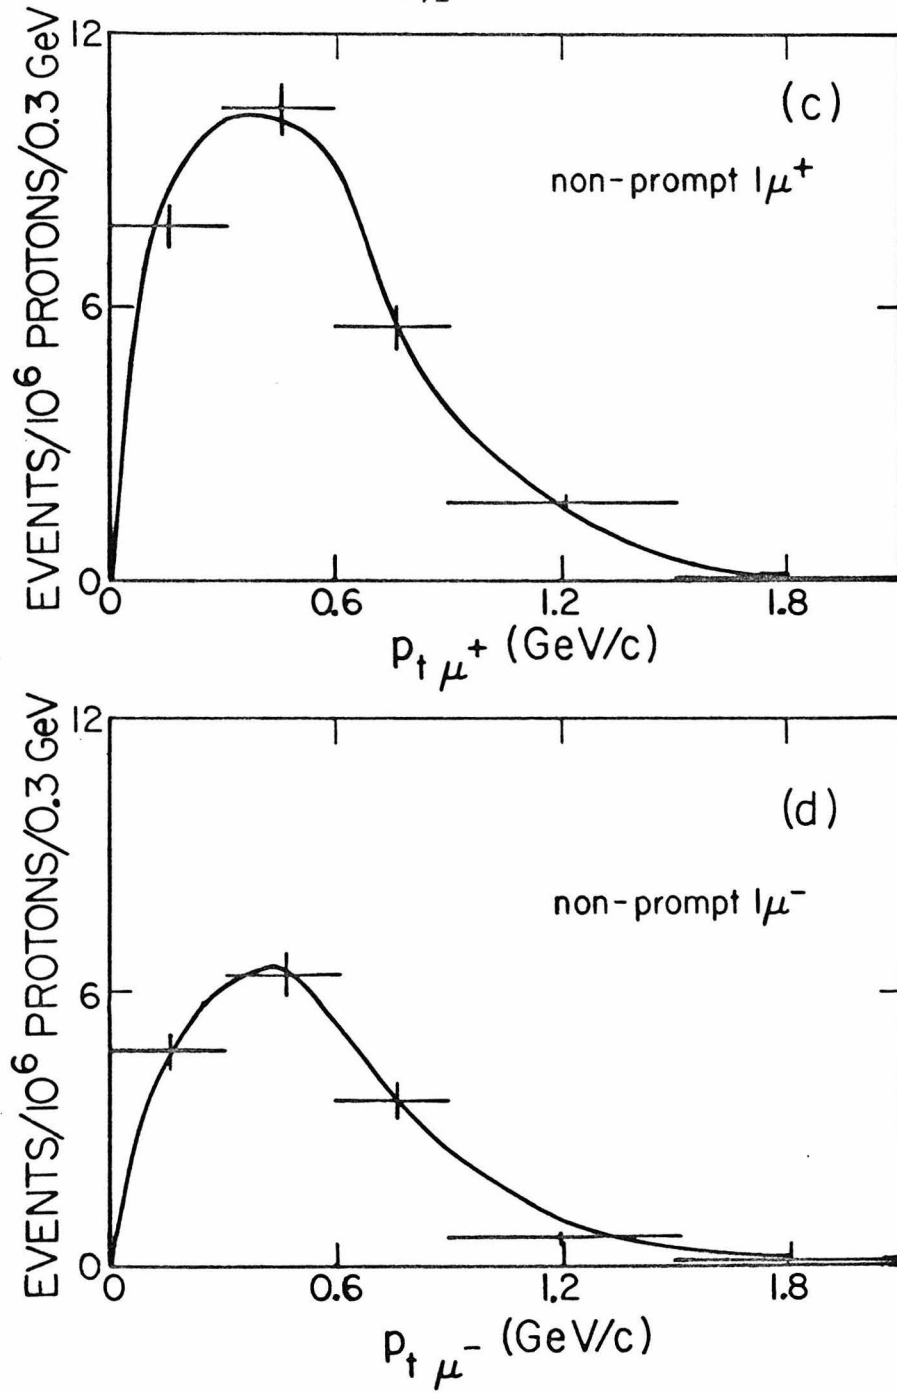 12
EVENTS/10⁶ PROTONS/0.3 GeV
(c)
non-prompt 1μ⁺
6
0
0 0.6 1.2 1.8
pₜ μ⁺ (GeV/c)
12
EVENTS/10⁶ PROTONS/0.3 GeV
(d)
non-prompt 1μ⁻
6
0
0 0.6 1.2 1.8
pₜ μ⁻ (GeV/c)